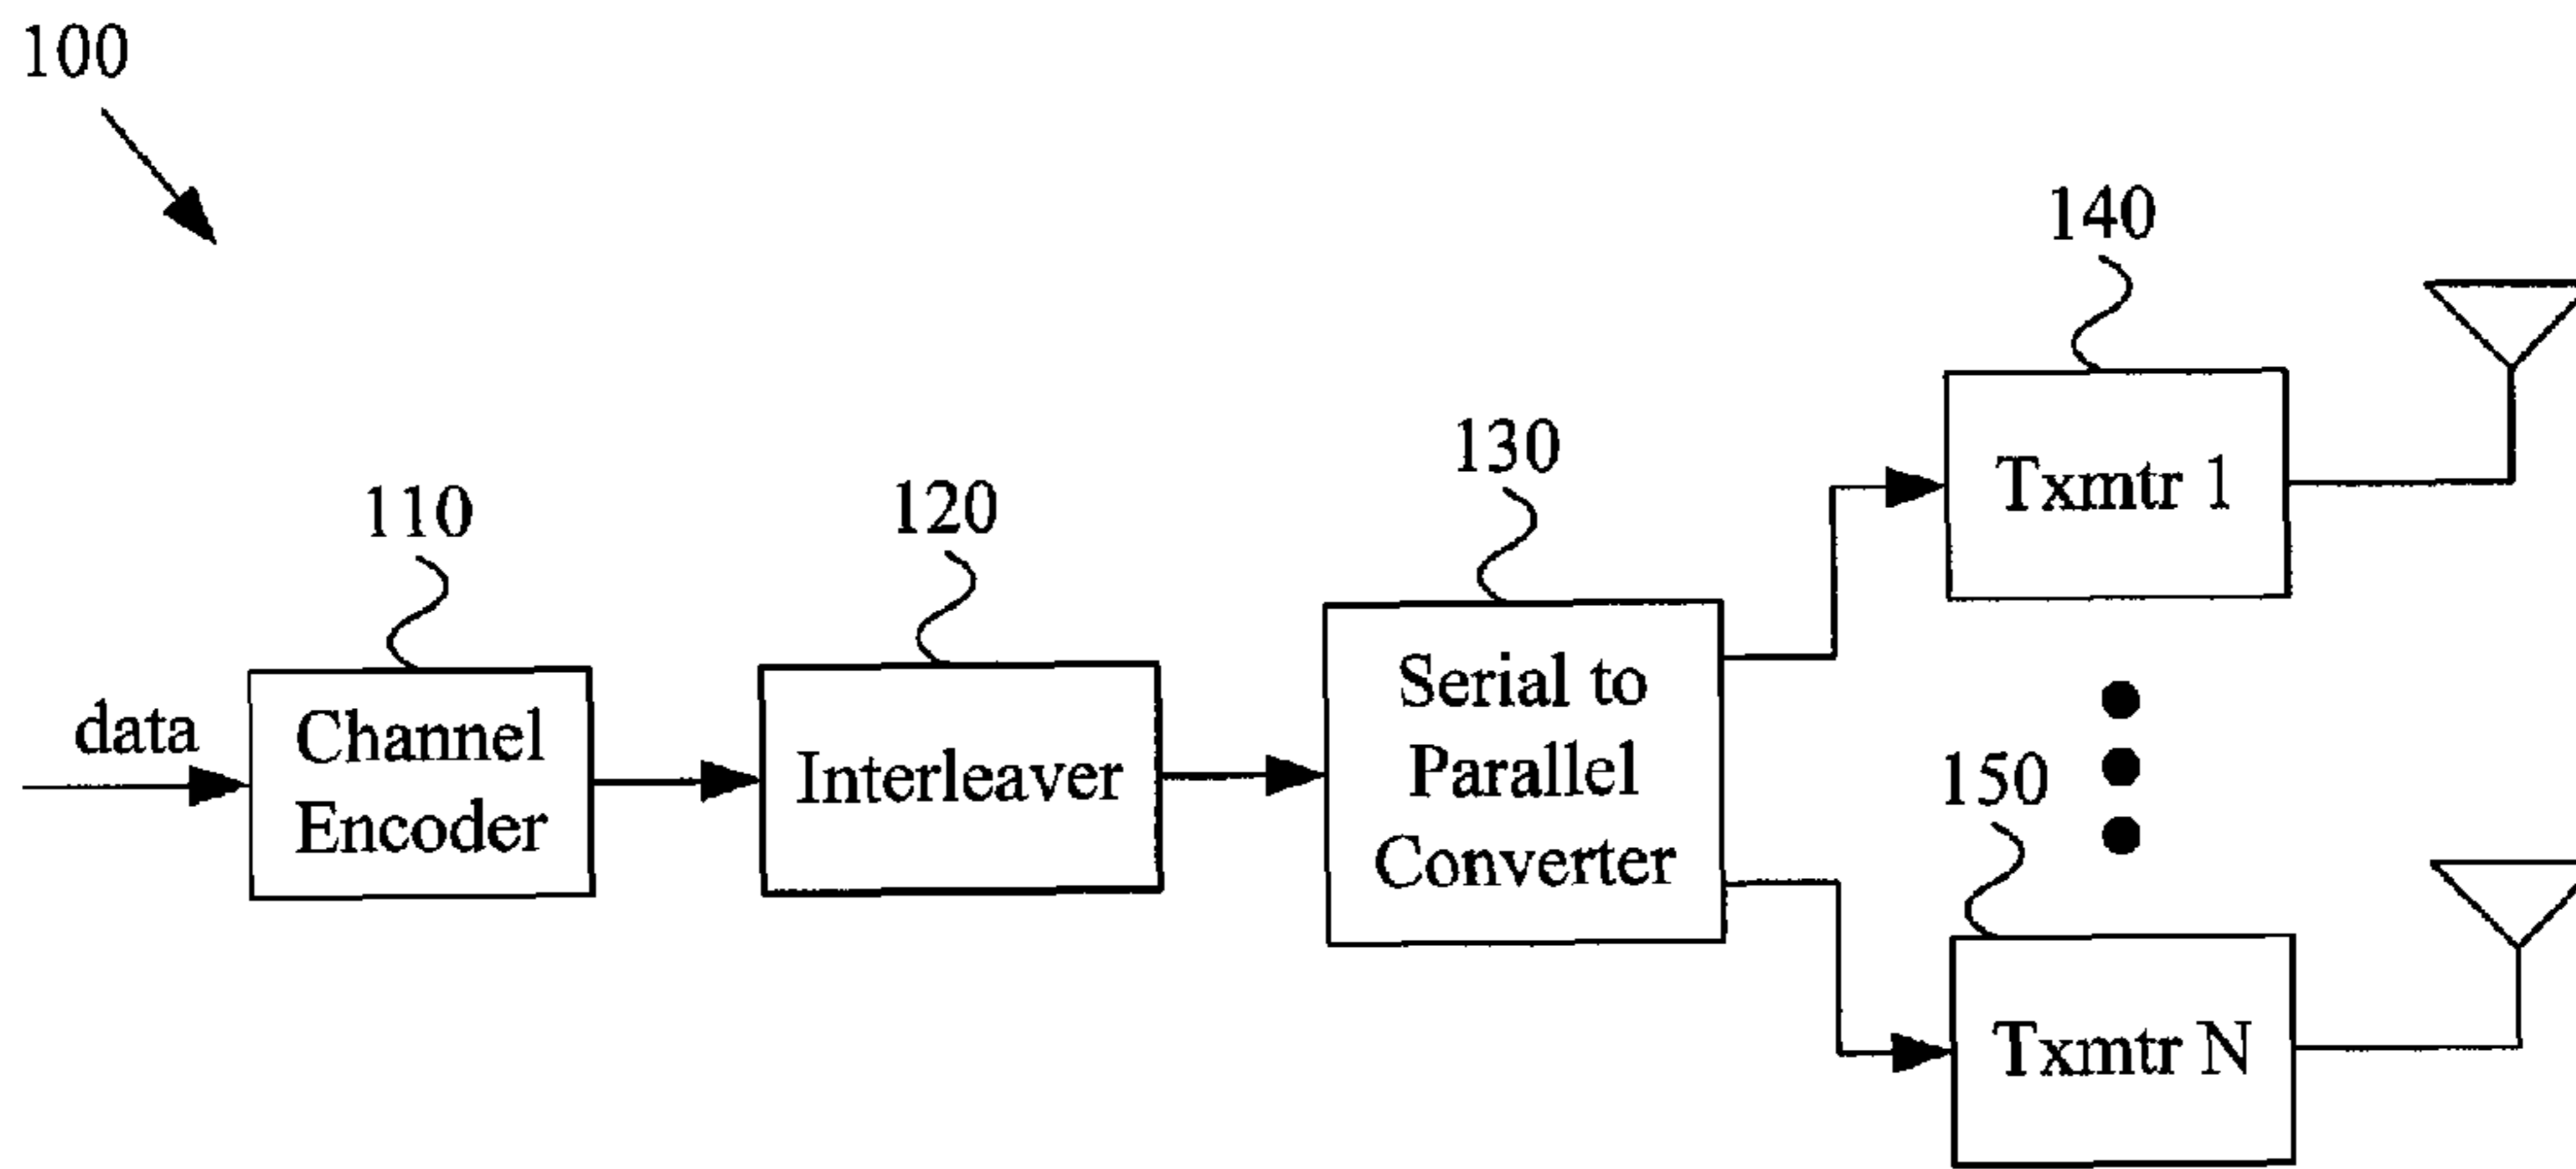 100
140
130
110
120
Txmtr 1
data
Channel
Encoder
Interleaver
Serial to
Parallel
Converter
150
Txmtr N